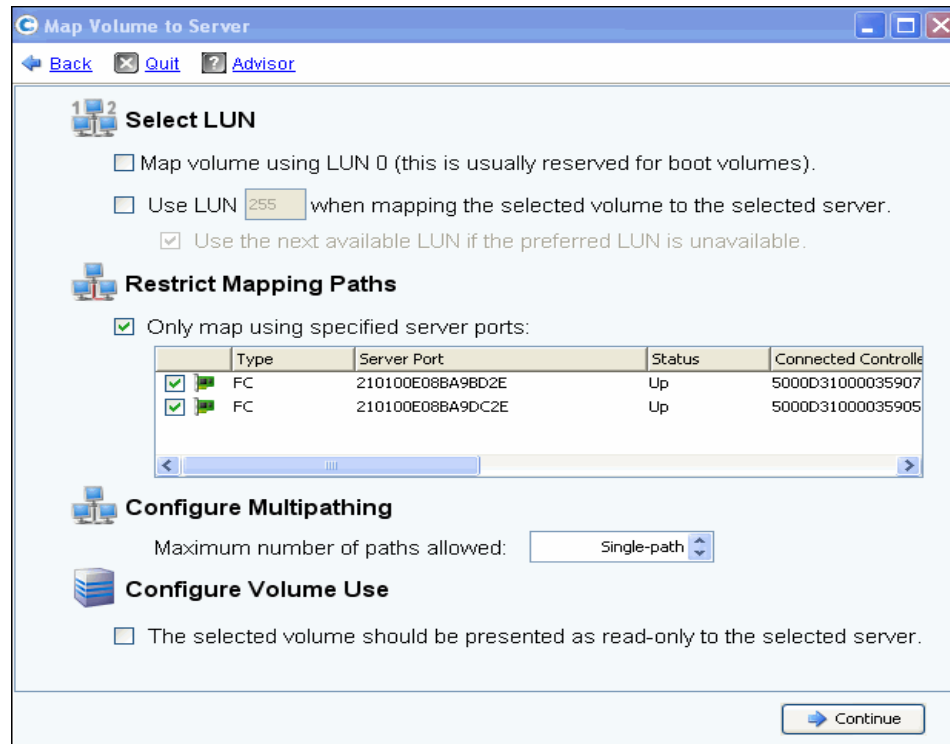 Map Volume to Server
Back Quit Advisor
1 2
Select LUN
Map volume using LUN 0 (this is usually reserved for boot volumes).
Use LUN 255 when mapping the selected volume to the selected server.
Use the next available LUN if the preferred LUN is unavailable.
Restrict Mapping Paths
Only map using specified server ports:
Type Server Port Status Connected Controlle
FC 210100E08BA9BD2E Up 5000D31000035907
FC 210100E08BA9DC2E Up 5000D31000035905
Configure Multipathing
Maximum number of paths allowed: Single-path
Configure Volume Use
The selected volume should be presented as read-only to the selected server.
Continue